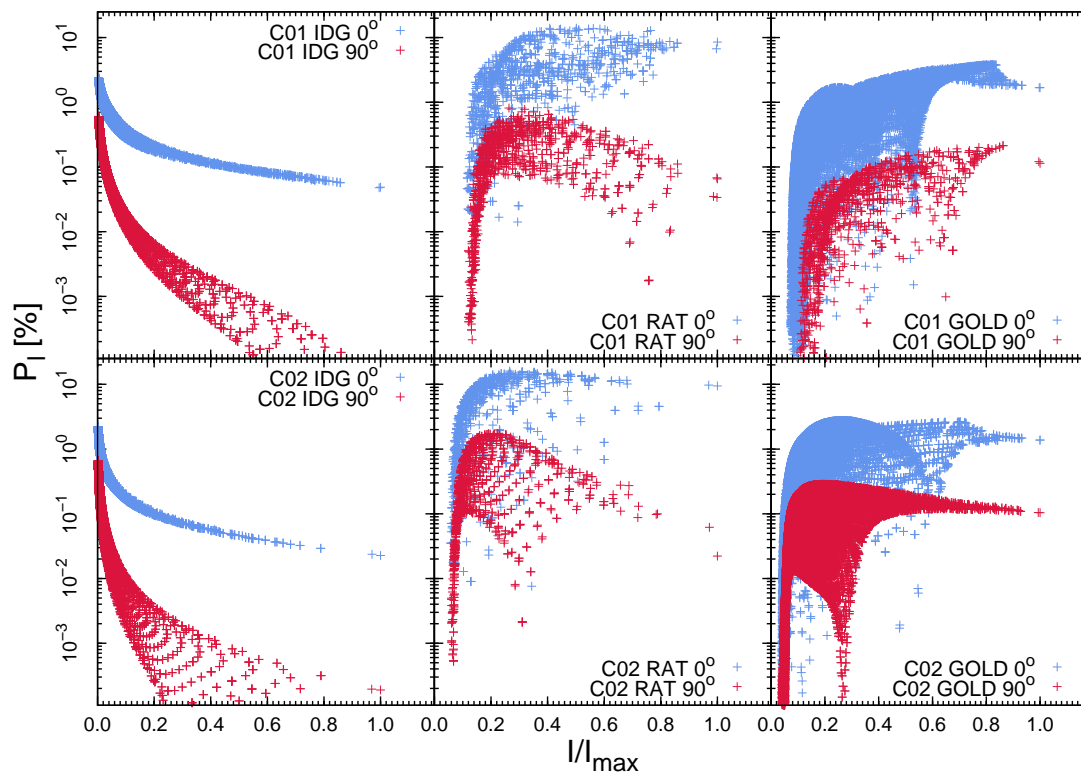 C01 IDG 0°
C01 IDG 90°
C01 RAT 0°
C01 RAT 90°
C01 GOLD 0°
C01 GOLD 90°
10¹
10⁰
10⁻¹
10⁻²
10⁻³
C02 IDG 0°
C02 IDG 90°
C02 RAT 0°
C02 RAT 90°
C02 GOLD 0°
C02 GOLD 90°
10¹
10⁰
10⁻¹
10⁻²
10⁻³
P_l [%]
0.0 0.2 0.4 0.6 0.8 1.0
0.0 0.2 0.4 0.6 0.8 1.0
0.0 0.2 0.4 0.6 0.8 1.0
I/I_max